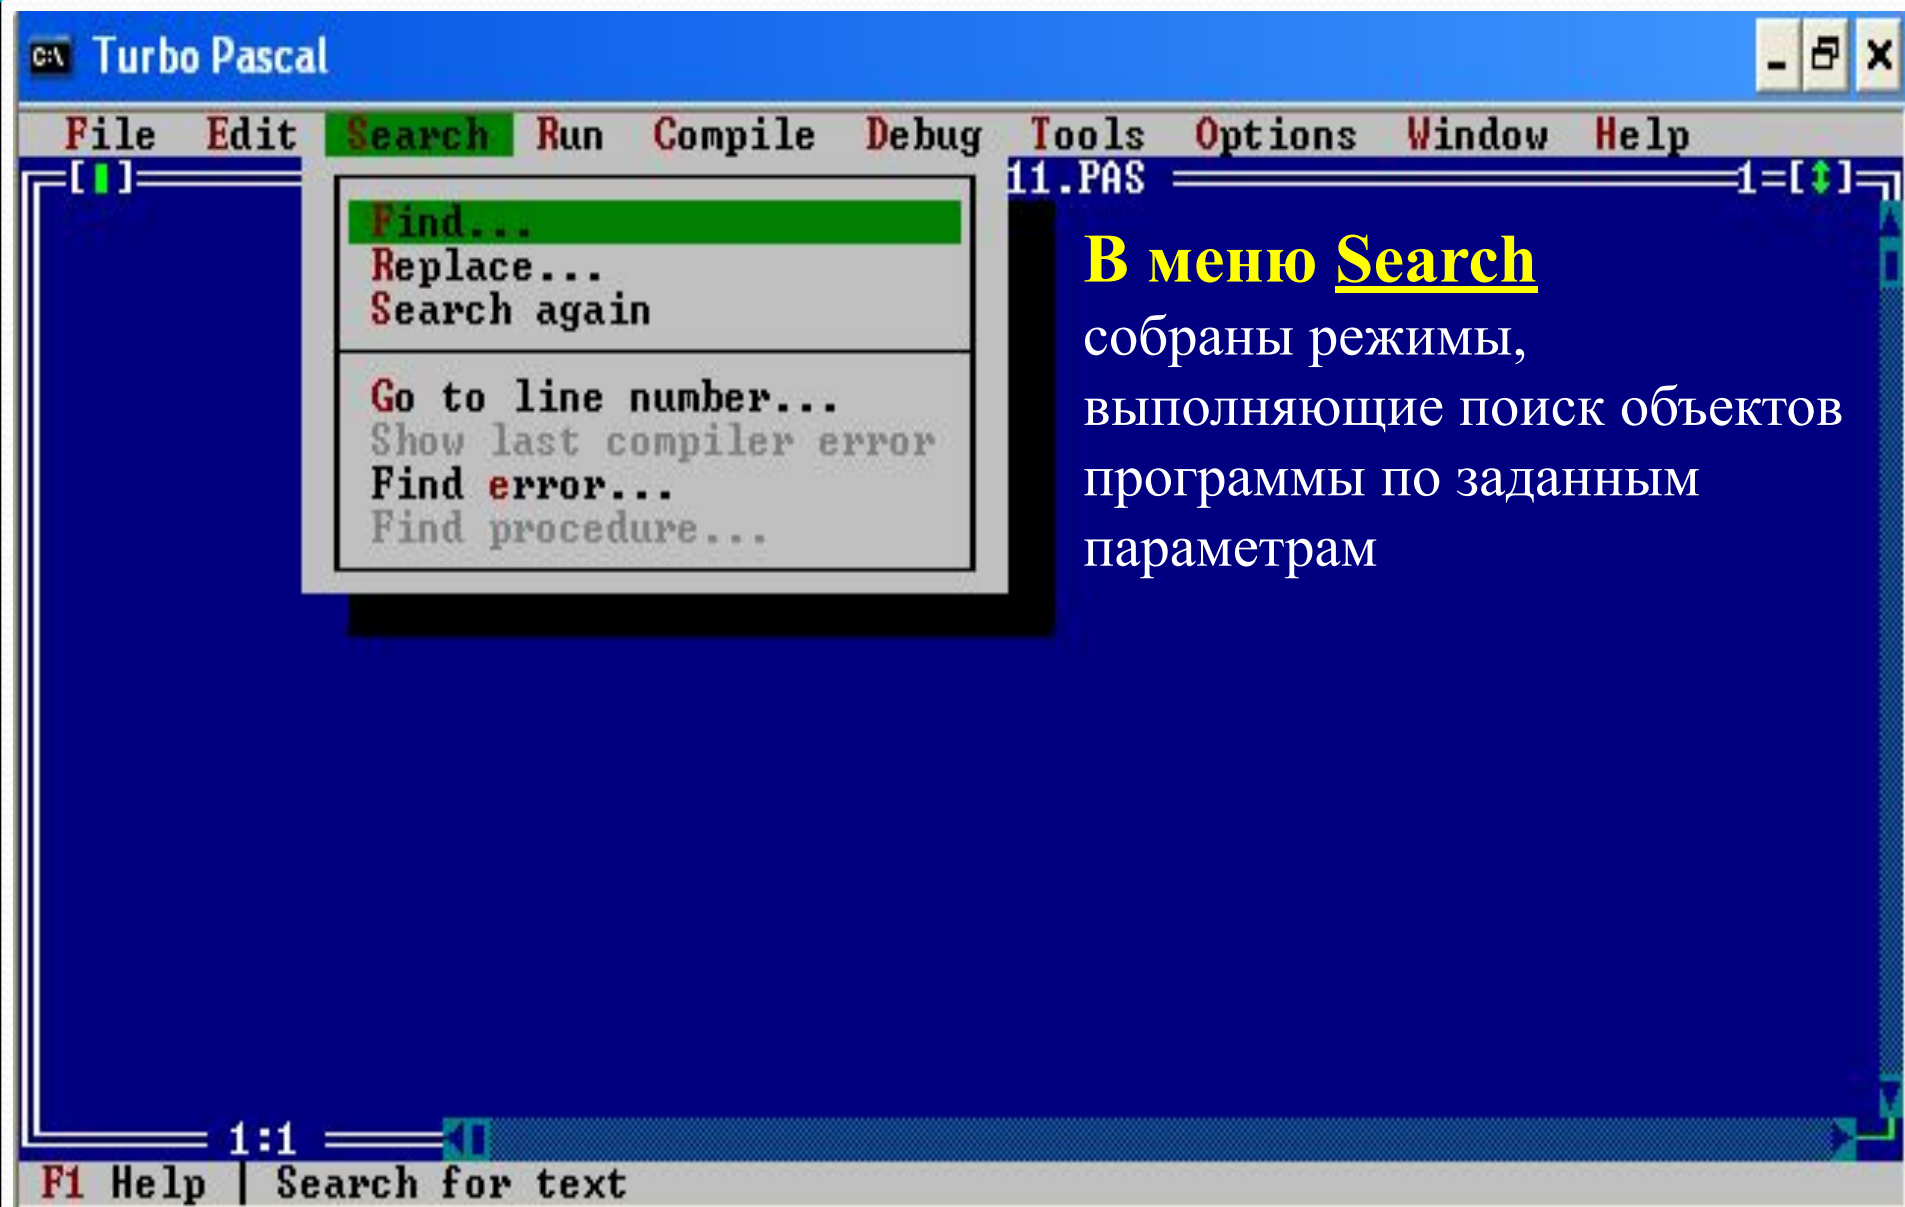 C:\ Turbo Pascal
File Edit Search Run Compile Debug Tools Options Window Help
11.PAS 1=[↕]
Find...
Replace...
Search again
Go to line number...
Show last compiler error
Find error...
Find procedure...
В меню Search
собраны режимы,
выполняющие поиск объектов
программы по заданным
параметрам
1:1
F1 Help | Search for text